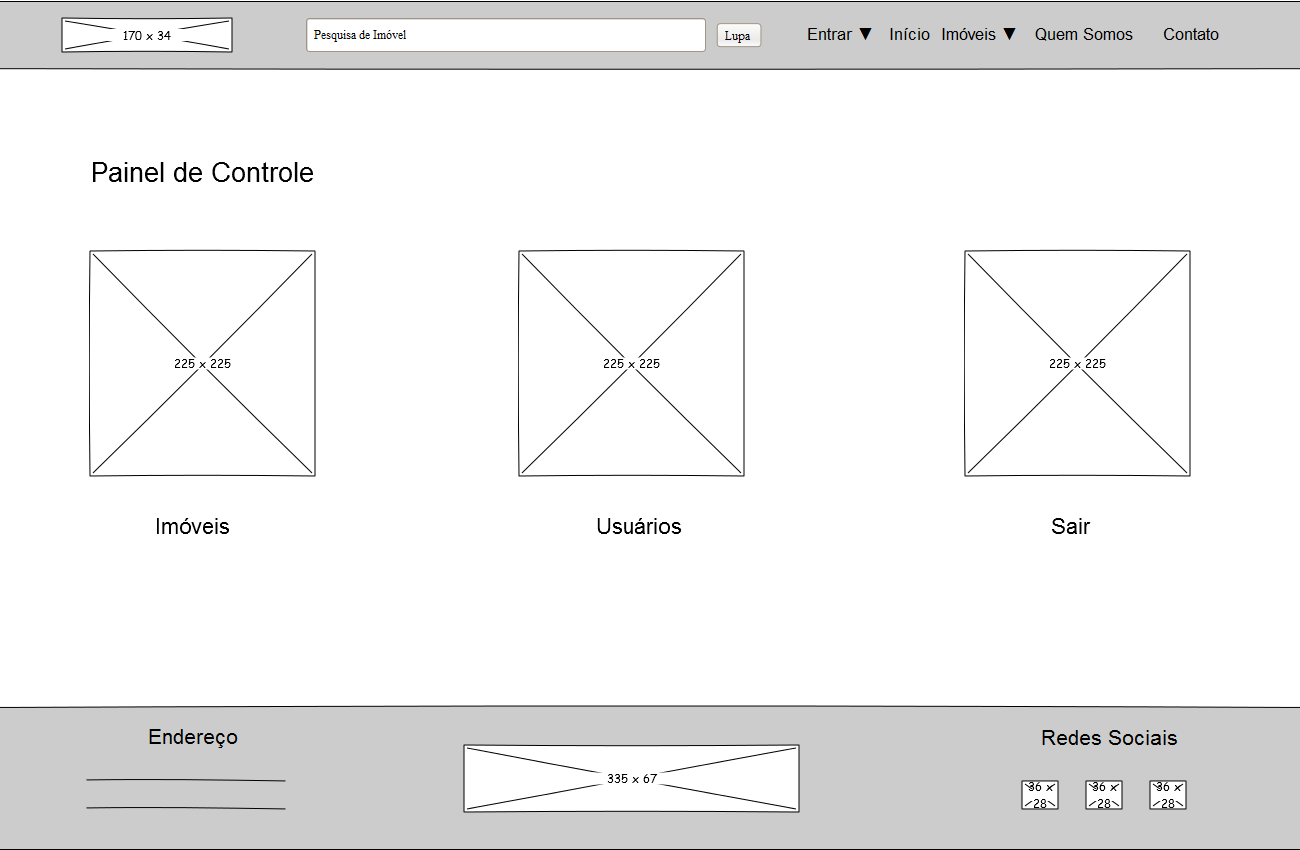 170 x 34
Pesquisa de Imóvel
Lupa
Entrar ▼ Início Imóveis ▼ Quem Somos Contato
Painel de Controle
225 x 225
225 x 225
225 x 225
Imóveis
Usuários
Sair
Endereço
335 x 67
Redes Sociais
36 x
28
36 x
28
36 x
28